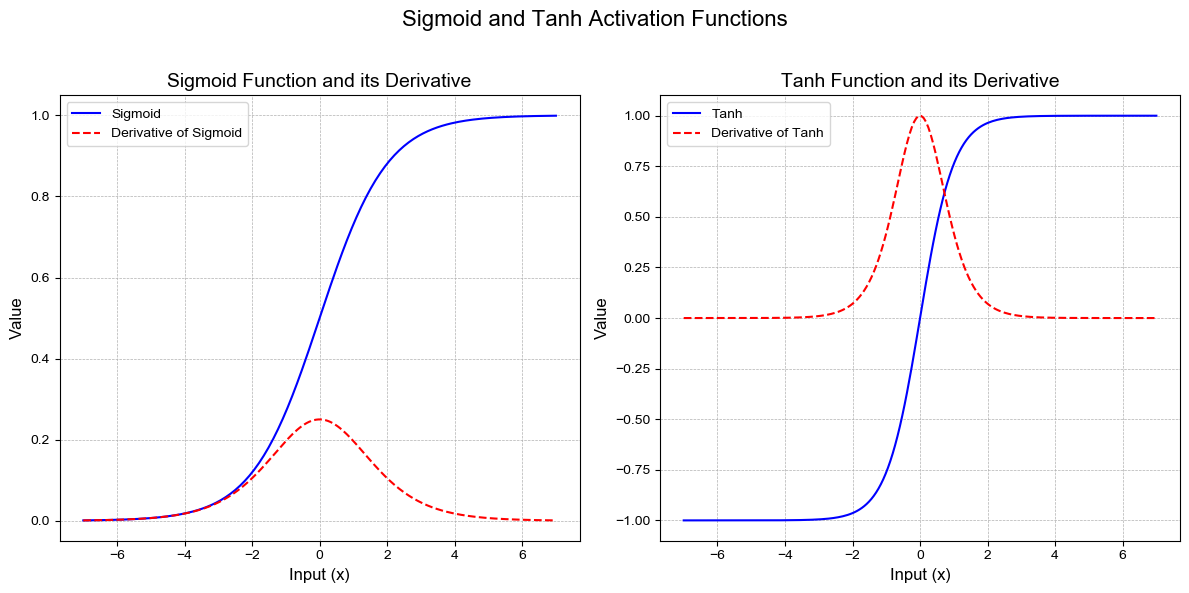 Sigmoid and Tanh Activation Functions
Sigmoid Function and its Derivative
Sigmoid
Derivative of Sigmoid
1.0
0.8
0.6
0.4
0.2
0.0
Value
−6 −4 −2 0 2 4 6
Input (x)
Tanh Function and its Derivative
Tanh
Derivative of Tanh
1.00
0.75
0.50
0.25
0.00
−0.25
−0.50
−0.75
−1.00
Value
−6 −4 −2 0 2 4 6
Input (x)